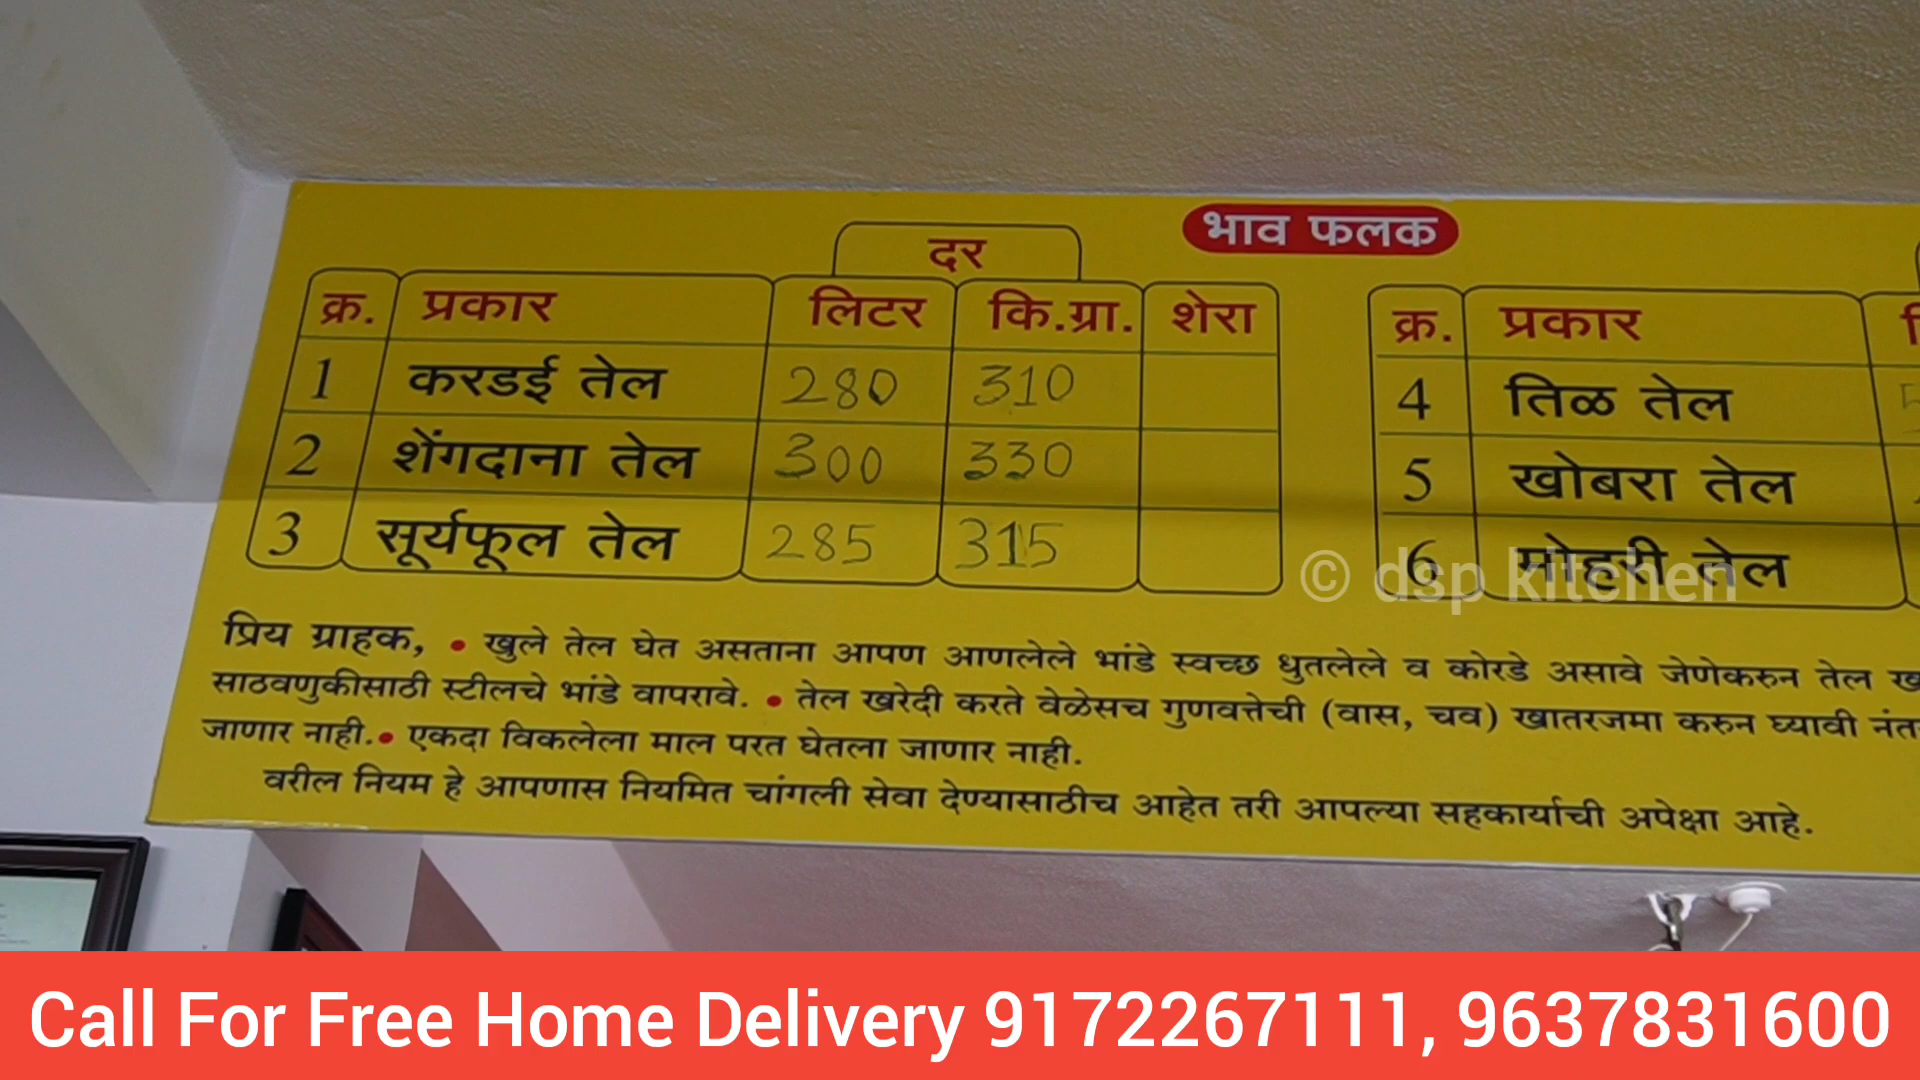 भाव फलक
दर
क्र. प्रकार लिटर कि.ग्रा. शेरा
1 करडई तेल 280 310
2 शेंगदाना तेल 300 330
3 सूर्यफूल तेल 285 315
क्र. प्रकार
4 तिळ तेल
5 खोबरा तेल
6 मोहरी तेल
© dsp kitchen
प्रिय ग्राहक, • खुले तेल घेत असताना आपण आणलेले भांडे स्वच्छ धुतलेले व कोरडे असावे जेणेकरुन तेल
साठवणुकीसाठी स्टीलचे भांडे वापरावे. • तेल खरेदी करते वेळेसच गुणवत्तेची (वास, चव) खातरजमा करुन घ्यावी
जाणार नाही.• एकदा विकलेला माल परत घेतला जाणार नाही.
वरील नियम हे आपणास नियमित चांगली सेवा देण्यासाठीच आहेत तरी आपल्या सहकार्याची अपेक्षा आहे.
Call For Free Home Delivery 9172267111, 9637831600